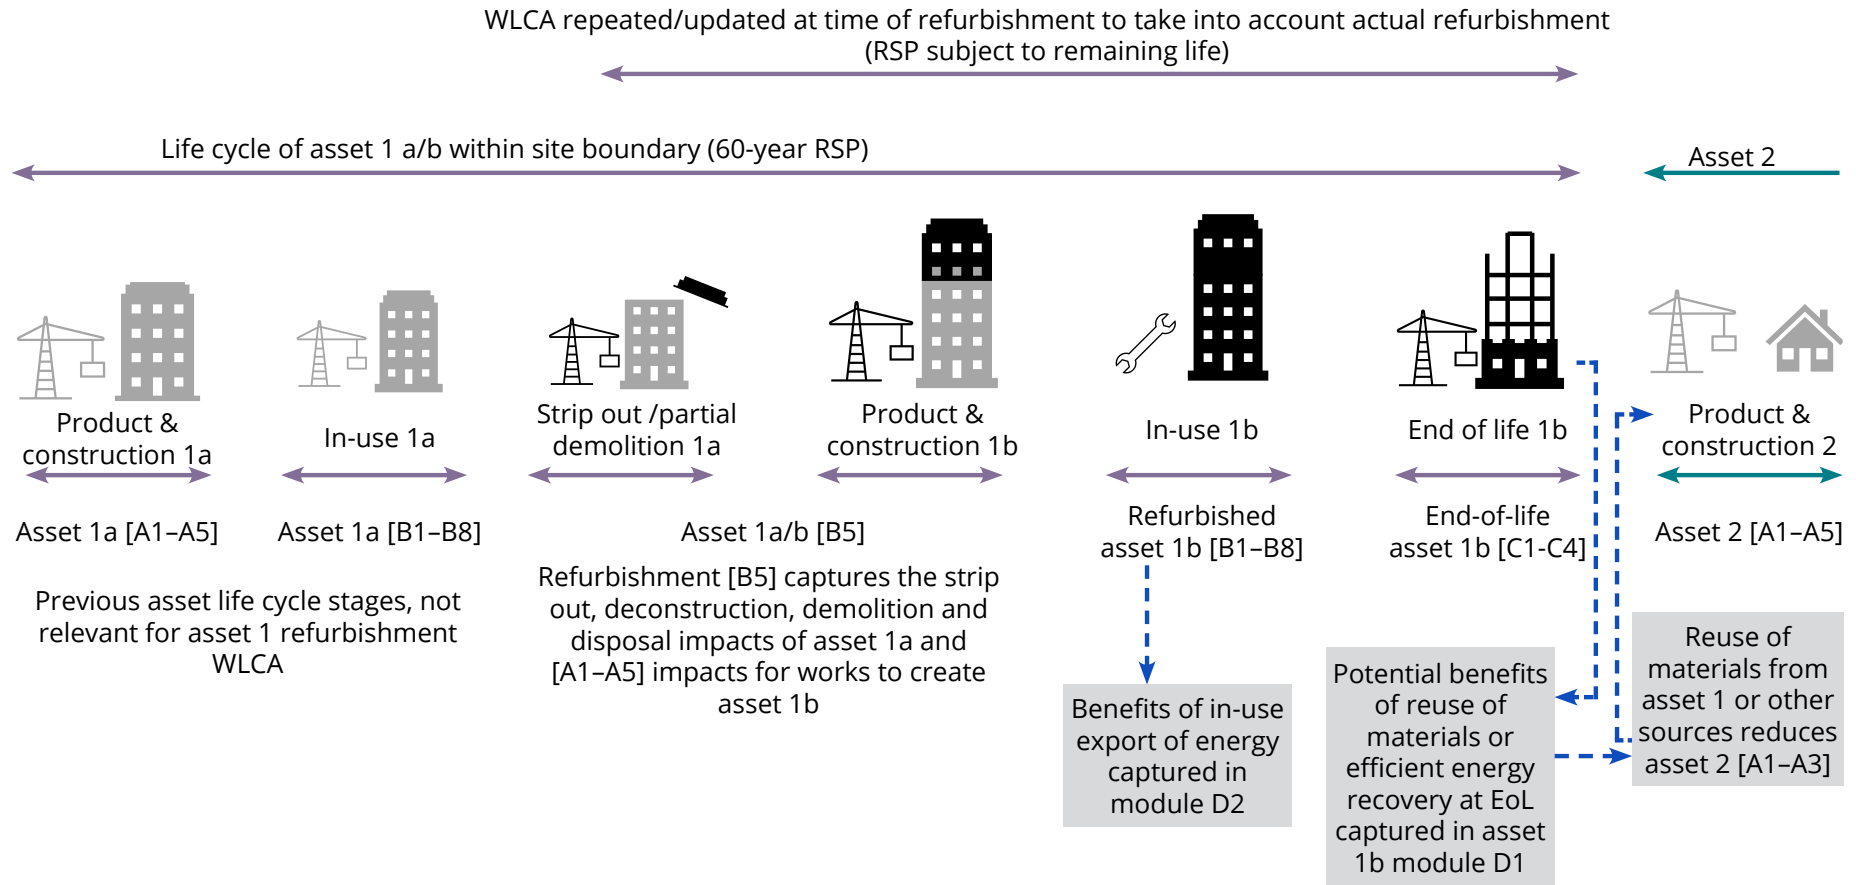 WLCA repeated/updated at time of refurbishment to take into account actual refurbishment
(RSP subject to remaining life)
Life cycle of asset 1 a/b within site boundary (60-year RSP)
Asset 2
Product &
construction 1a
In-use 1a
Strip out /partial
demolition 1a
Product &
construction 1b
In-use 1b
End of life 1b
Product &
construction 2
Asset 1a [A1–A5]
Asset 1a [B1–B8]
Asset 1a/b [B5]
Refurbished
asset 1b [B1–B8]
End-of-life
asset 1b [C1-C4]
Asset 2 [A1–A5]
Previous asset life cycle stages, not
relevant for asset 1 refurbishment
WLCA
Refurbishment [B5] captures the strip
out, deconstruction, demolition and
disposal impacts of asset 1a and
[A1–A5] impacts for works to create
asset 1b
Benefits of in-use
export of energy
captured in
module D2
Potential benefits
of reuse of
materials or
efficient energy
recovery at EoL
captured in asset
1b module D1
Reuse of
materials from
asset 1 or other
sources reduces
asset 2 [A1–A3]